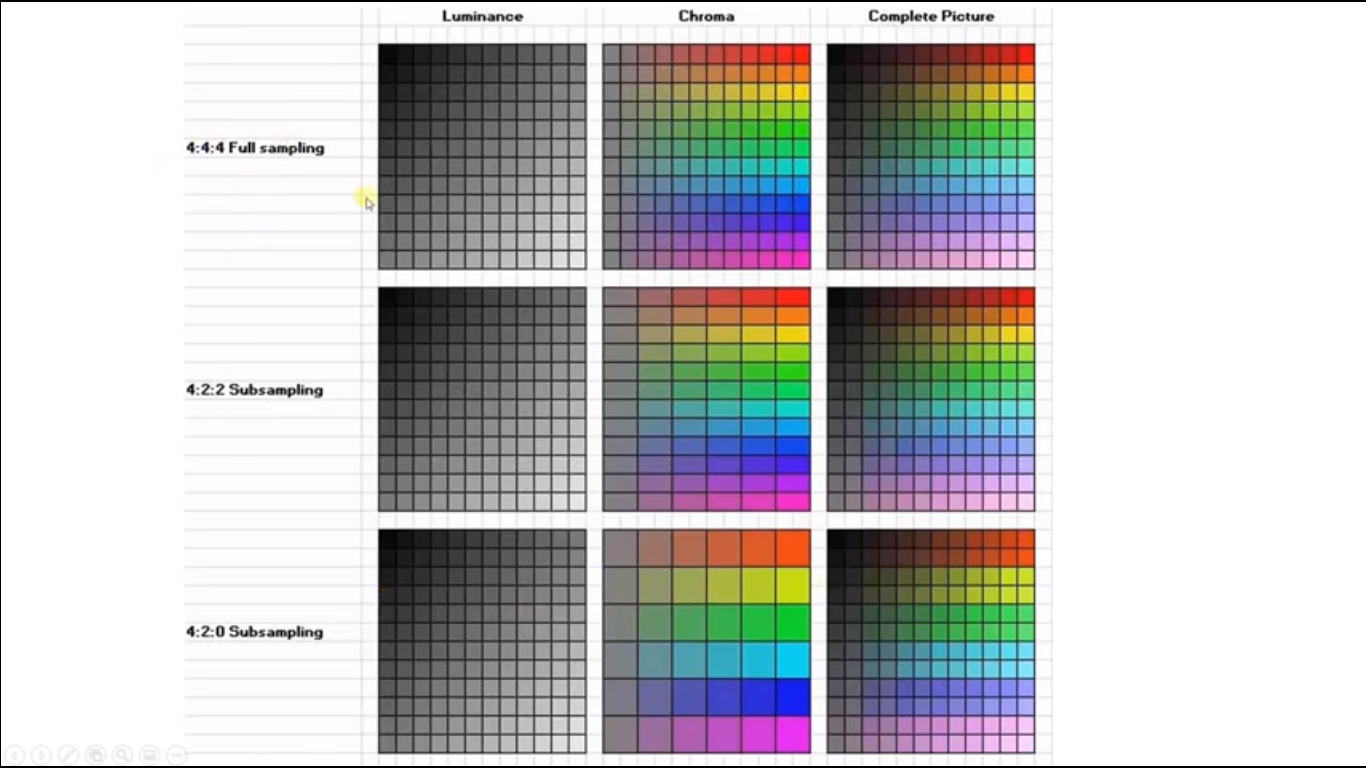 Luminance Chroma Complete Picture
4:4:4 Full sampling
4:2:2 Subsampling
4:2:0 Subsampling